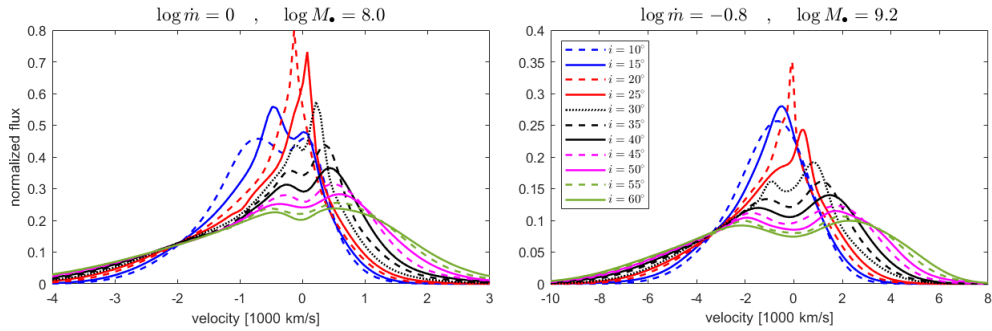 log ṁ = 0 , log M• = 8.0
normalized flux
0.8
0.7
0.6
0.5
0.4
0.3
0.2
0.1
0
-4 -3 -2 -1 0 1 2 3
velocity [1000 km/s]
log ṁ = −0.8 , log M• = 9.2
0.4
0.35
0.3
0.25
0.2
0.15
0.1
0.05
0
i = 10°
i = 15°
i = 20°
i = 25°
i = 30°
i = 35°
i = 40°
i = 45°
i = 50°
i = 55°
i = 60°
-10 -8 -6 -4 -2 0 2 4 6 8
velocity [1000 km/s]